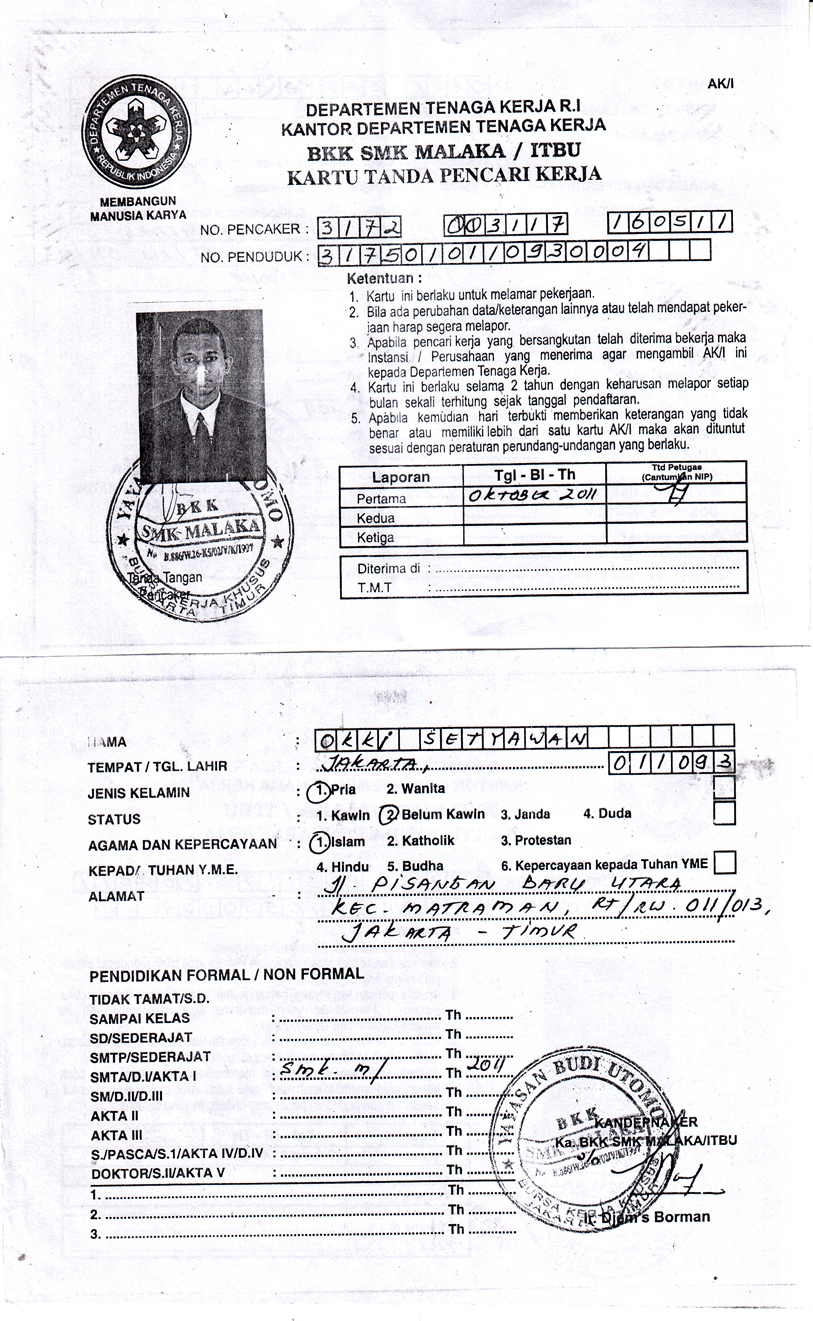 AK/I
DEPARTEMEN TENAGA KERJA
REPUBLIK INDONESIA
MEMBANGUN
MANUSIA KARYA
DEPARTEMEN TENAGA KERJA R.I
KANTOR DEPARTEMEN TENAGA KERJA
BKK SMK MALAKA / ITBU
KARTU TANDA PENCARI KERJA
NO. PENCAKER : 3172 003117 160511
NO. PENDUDUK : 3175010110930004
Ketentuan :
1. Kartu ini berlaku untuk melamar pekerjaan.
2. Bila ada perubahan data/keterangan lainnya atau telah mendapat peker-
jaan harap segera melapor.
3. Apabila pencari kerja yang bersangkutan telah diterima bekerja maka
Instansi / Perusahaan yang menerima agar mengambil AK/I ini
kepada Departemen Tenaga Kerja.
4. Kartu ini berlaku selama 2 tahun dengan keharusan melapor setiap
bulan sekali terhitung sejak tanggal pendaftaran.
5. Apabila kemudian hari terbukti memberikan keterangan yang tidak
benar atau memiliki lebih dari satu kartu AK/I maka akan dituntut
sesuai dengan peraturan perundang-undangan yang berlaku.
Laporan Tgl - Bl - Th Ttd Petugas
(Cantumkan NIP)
Pertama OKTOBER 2011
Kedua
Ketiga
Diterima di :
T.M.T :
BKK
SMK MALAKA
BURSA KERJA KHUSUS
JAKARTA TIMUR
Tanda Tangan
Pencaker
NAMA : OKKI SETYAWAN
TEMPAT / TGL. LAHIR : JAKARTA, 011093
JENIS KELAMIN : 1. Pria 2. Wanita
STATUS : 1. Kawin 2. Belum Kawin 3. Janda 4. Duda
AGAMA DAN KEPERCAYAAN : 1. Islam 2. Katholik 3. Protestan
KEPAD/ TUHAN Y.M.E. 4. Hindu 5. Budha 6. Kepercayaan kepada Tuhan YME
ALAMAT : Jl. PISANGAN BARU UTARA
KEC. MATRAMAN, RT/RW. 011/013,
JAKARTA - TIMUR
PENDIDIKAN FORMAL / NON FORMAL
TIDAK TAMAT/S.D.
SAMPAI KELAS : Th
SD/SEDERAJAT : Th
SMTP/SEDERAJAT : Th
SMTA/D.I/AKTA I : Smk. m/ Th 2011
SM/D.II/D.III : Th
AKTA II : Th
AKTA III : Th
S./PASCA/S.1/AKTA IV/D.IV : Th
DOKTOR/S.II/AKTA V : Th
1. Th
2. Th
3. Th
YAYASAN BUDI UTOMO
BKK
SMK MALAKA
BURSA KERJA KHUSUS
JAKARTA TIMUR
KANDEPNAKER
Ka. BKK SMK MALAKA/ITBU
Ir. Djem's Borman